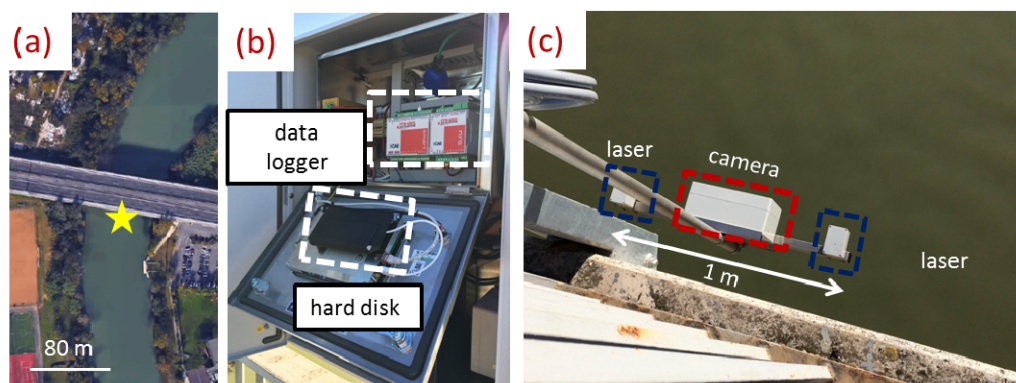 (a)
80 m
(b)
data
logger
hard disk
(c)
laser
camera
1 m
laser